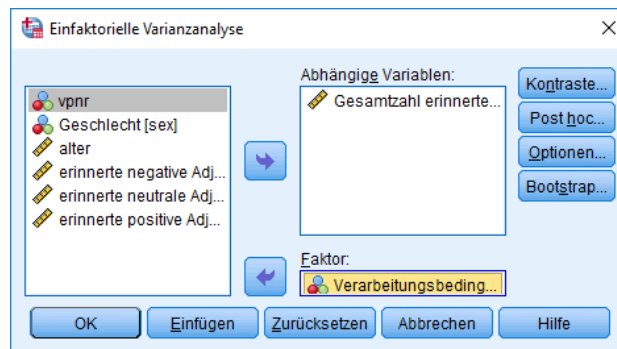 Einfaktorielle Varianzanalyse
vpnr
Geschlecht [sex]
alter
erinnerte negative Adj...
erinnerte neutrale Adj...
erinnerte positive Adj...
Abhängige Variablen:
Gesamtzahl erinnerte...
Faktor:
Verarbeitungsbeding...
Kontraste...
Post hoc...
Optionen...
Bootstrap...
OK
Einfügen
Zurücksetzen
Abbrechen
Hilfe